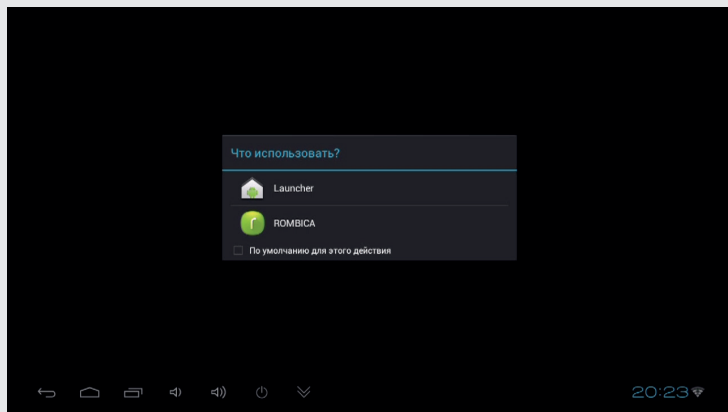 Что использовать?
Launcher
ROMBICA
По умолчанию для этого действия
20:23